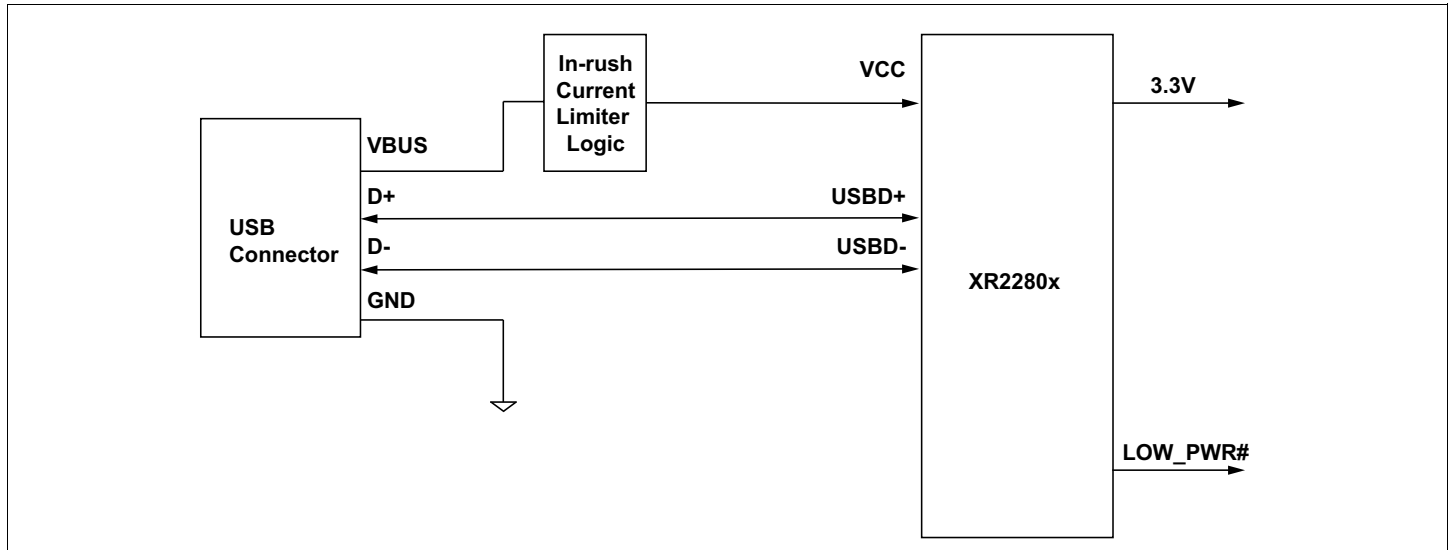 In-rush
Current
Limiter
Logic
VCC
3.3V
VBUS
D+
USBD+
USB
Connector
D-
USBD-
XR2280x
GND
LOW_PWR#